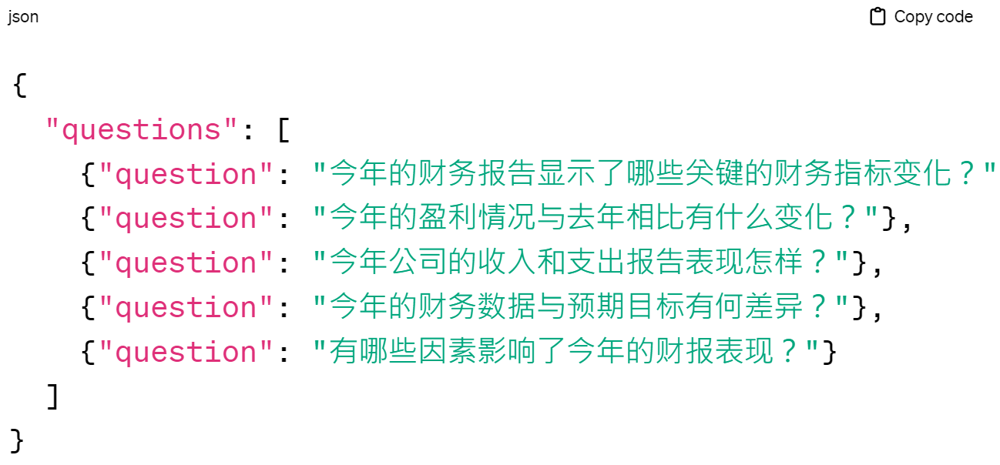 json
Copy code
{
"questions": [
{"question": "今年的财务报告显示了哪些关键的财务指标变化？"
{"question": "今年的盈利情况与去年相比有什么变化？"},
{"question": "今年公司的收入和支出报告表现怎样？"},
{"question": "今年的财务数据与预期目标有何差异？"},
{"question": "有哪些因素影响了今年的财报表现？"}
]
}